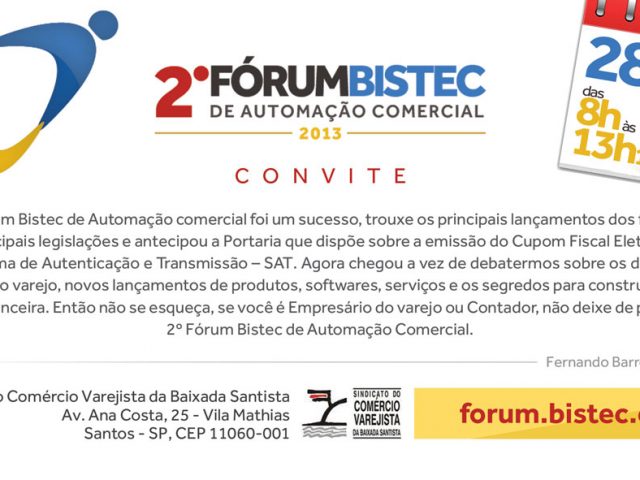 2º FÓRUMBISTEC
DE AUTOMAÇÃO COMERCIAL
2013
28
das
8h às
13h
CONVITE
m Bistec de Automação comercial foi um sucesso, trouxe os principais lançamentos dos f
cipais legislações e antecipou a Portaria que dispõe sobre a emissão do Cupom Fiscal Elet
ma de Autenticação e Transmissão – SAT. Agora chegou a vez de debatermos sobre os d
o varejo, novos lançamentos de produtos, softwares, serviços e os segredos para constru
nceira. Então não se esqueça, se você é Empresário do varejo ou Contador, não deixe de p
2º Fórum Bistec de Automação Comercial.
Fernando Barr
o Comércio Varejista da Baixada Santista
Av. Ana Costa, 25 - Vila Mathias
Santos - SP, CEP 11060-001
SINDICATO DO
COMÉRCIO
VAREJISTA
DA BAIXADA SANTISTA
forum.bistec.